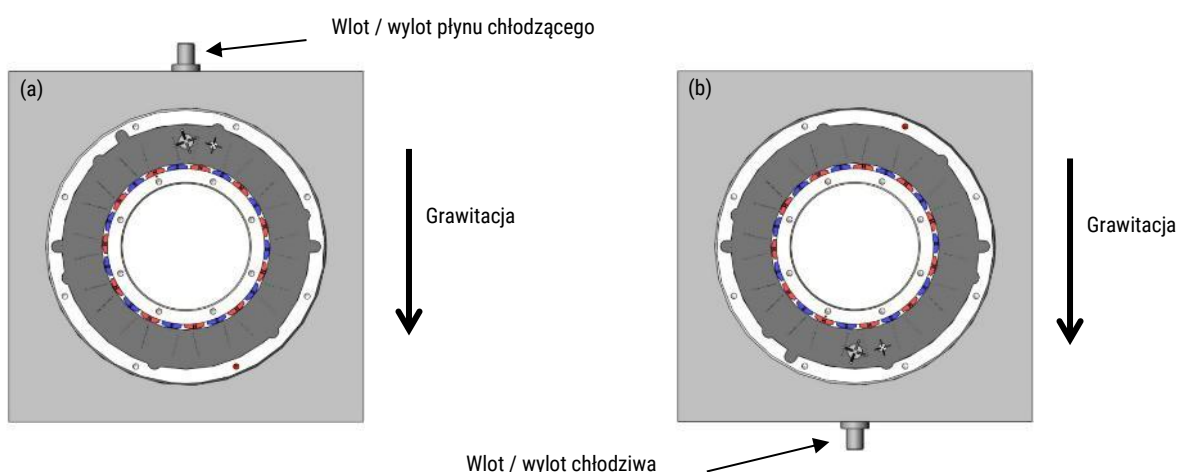 Wlot / wylot płynu chłodzącego
(a)
Grawitacja
(b)
Grawitacja
Wlot / wylot chłodziwa